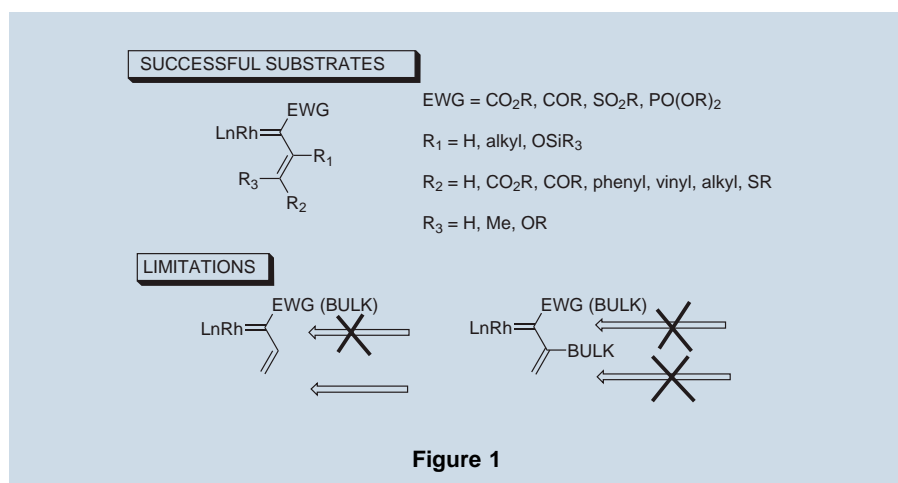 SUCCESSFUL SUBSTRATES
EWG
LnRh
R₁
R₃
R₂
EWG = CO₂R, COR, SO₂R, PO(OR)₂
R₁ = H, alkyl, OSiR₃
R₂ = H, CO₂R, COR, phenyl, vinyl, alkyl, SR
R₃ = H, Me, OR
LIMITATIONS
EWG (BULK)
LnRh
EWG (BULK)
LnRh
BULK
Figure 1